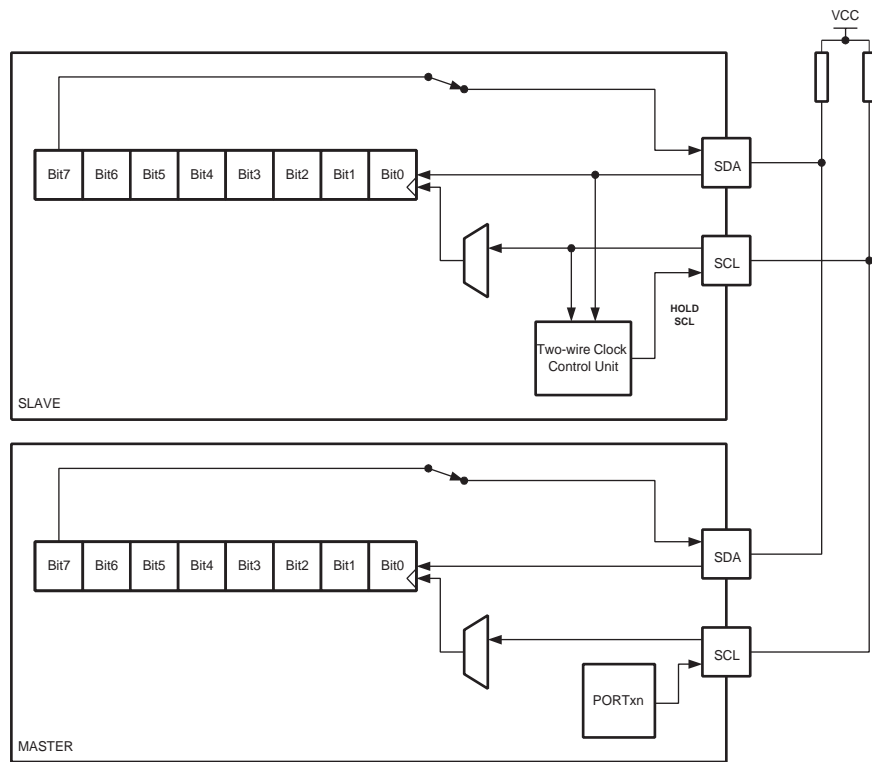 VCC
Bit7 Bit6 Bit5 Bit4 Bit3 Bit2 Bit1 Bit0
SDA
SCL
HOLD
SCL
Two-wire Clock
Control Unit
SLAVE
Bit7 Bit6 Bit5 Bit4 Bit3 Bit2 Bit1 Bit0
SDA
SCL
PORTxn
MASTER